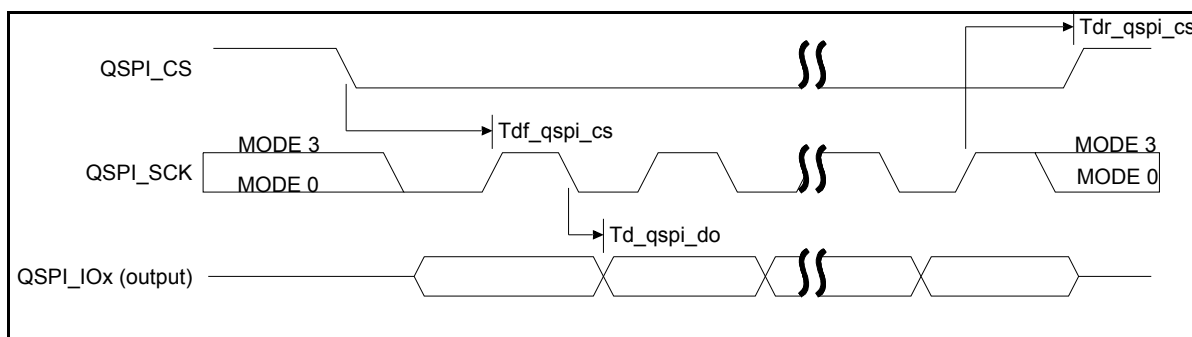 Tdr_qspi_cs
QSPI_CS
Tdf_qspi_cs
MODE 3
MODE 3
QSPI_SCK
MODE 0
MODE 0
Td_qspi_do
QSPI_IOx (output)